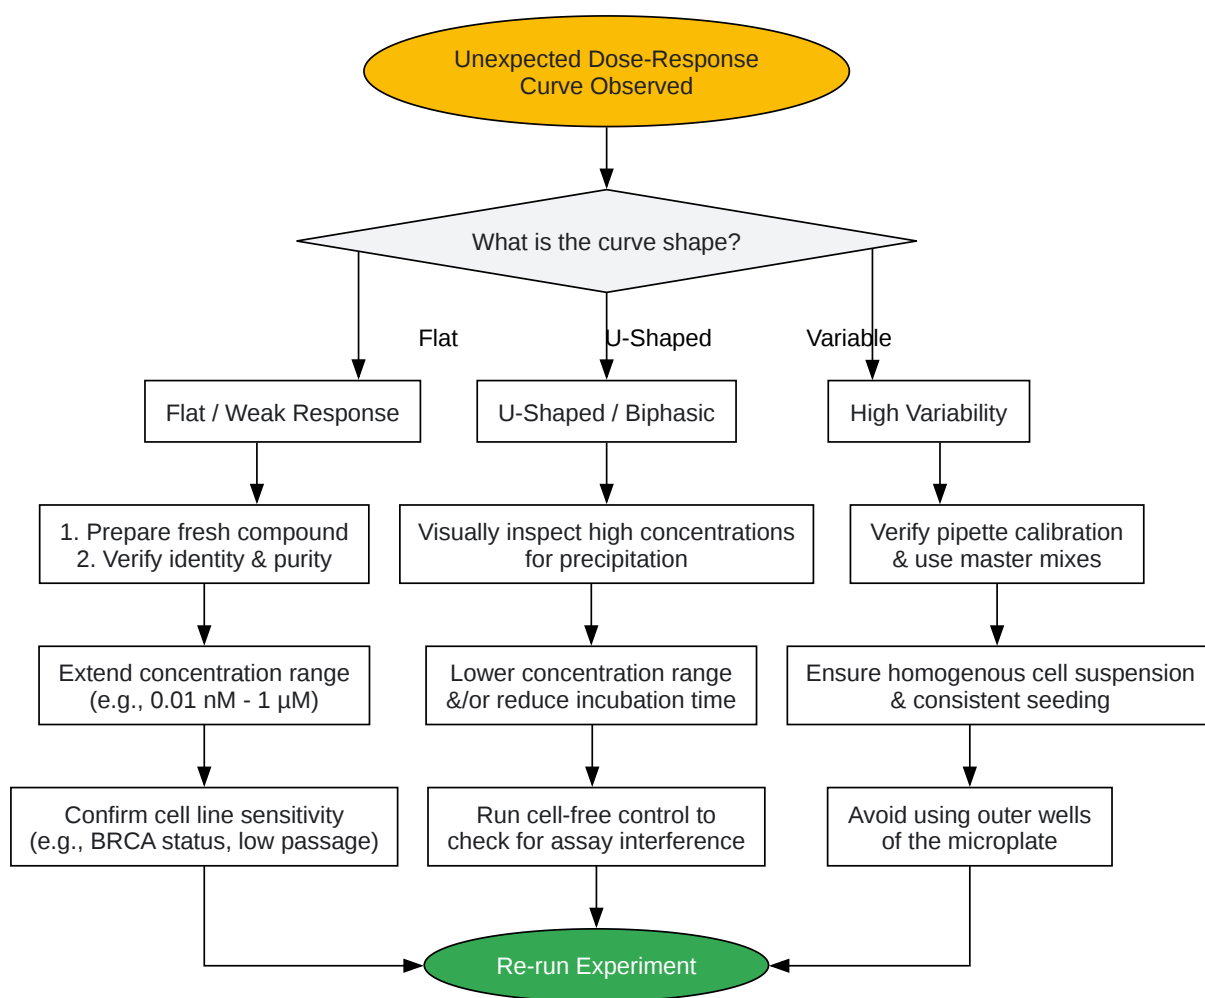 Unexpected Dose-Response
Curve Observed
What is the curve shape?
Flat
U-Shaped
Variable
Flat / Weak Response
U-Shaped / Biphasic
High Variability
1. Prepare fresh compound
2. Verify identity & purity
Visually inspect high concentrations
for precipitation
Verify pipette calibration
& use master mixes
Extend concentration range
(e.g., 0.01 nM - 1 µM)
Lower concentration range
&/or reduce incubation time
Ensure homogenous cell suspension
& consistent seeding
Confirm cell line sensitivity
(e.g., BRCA status, low passage)
Run cell-free control to
check for assay interference
Avoid using outer wells
of the microplate
Re-run Experiment